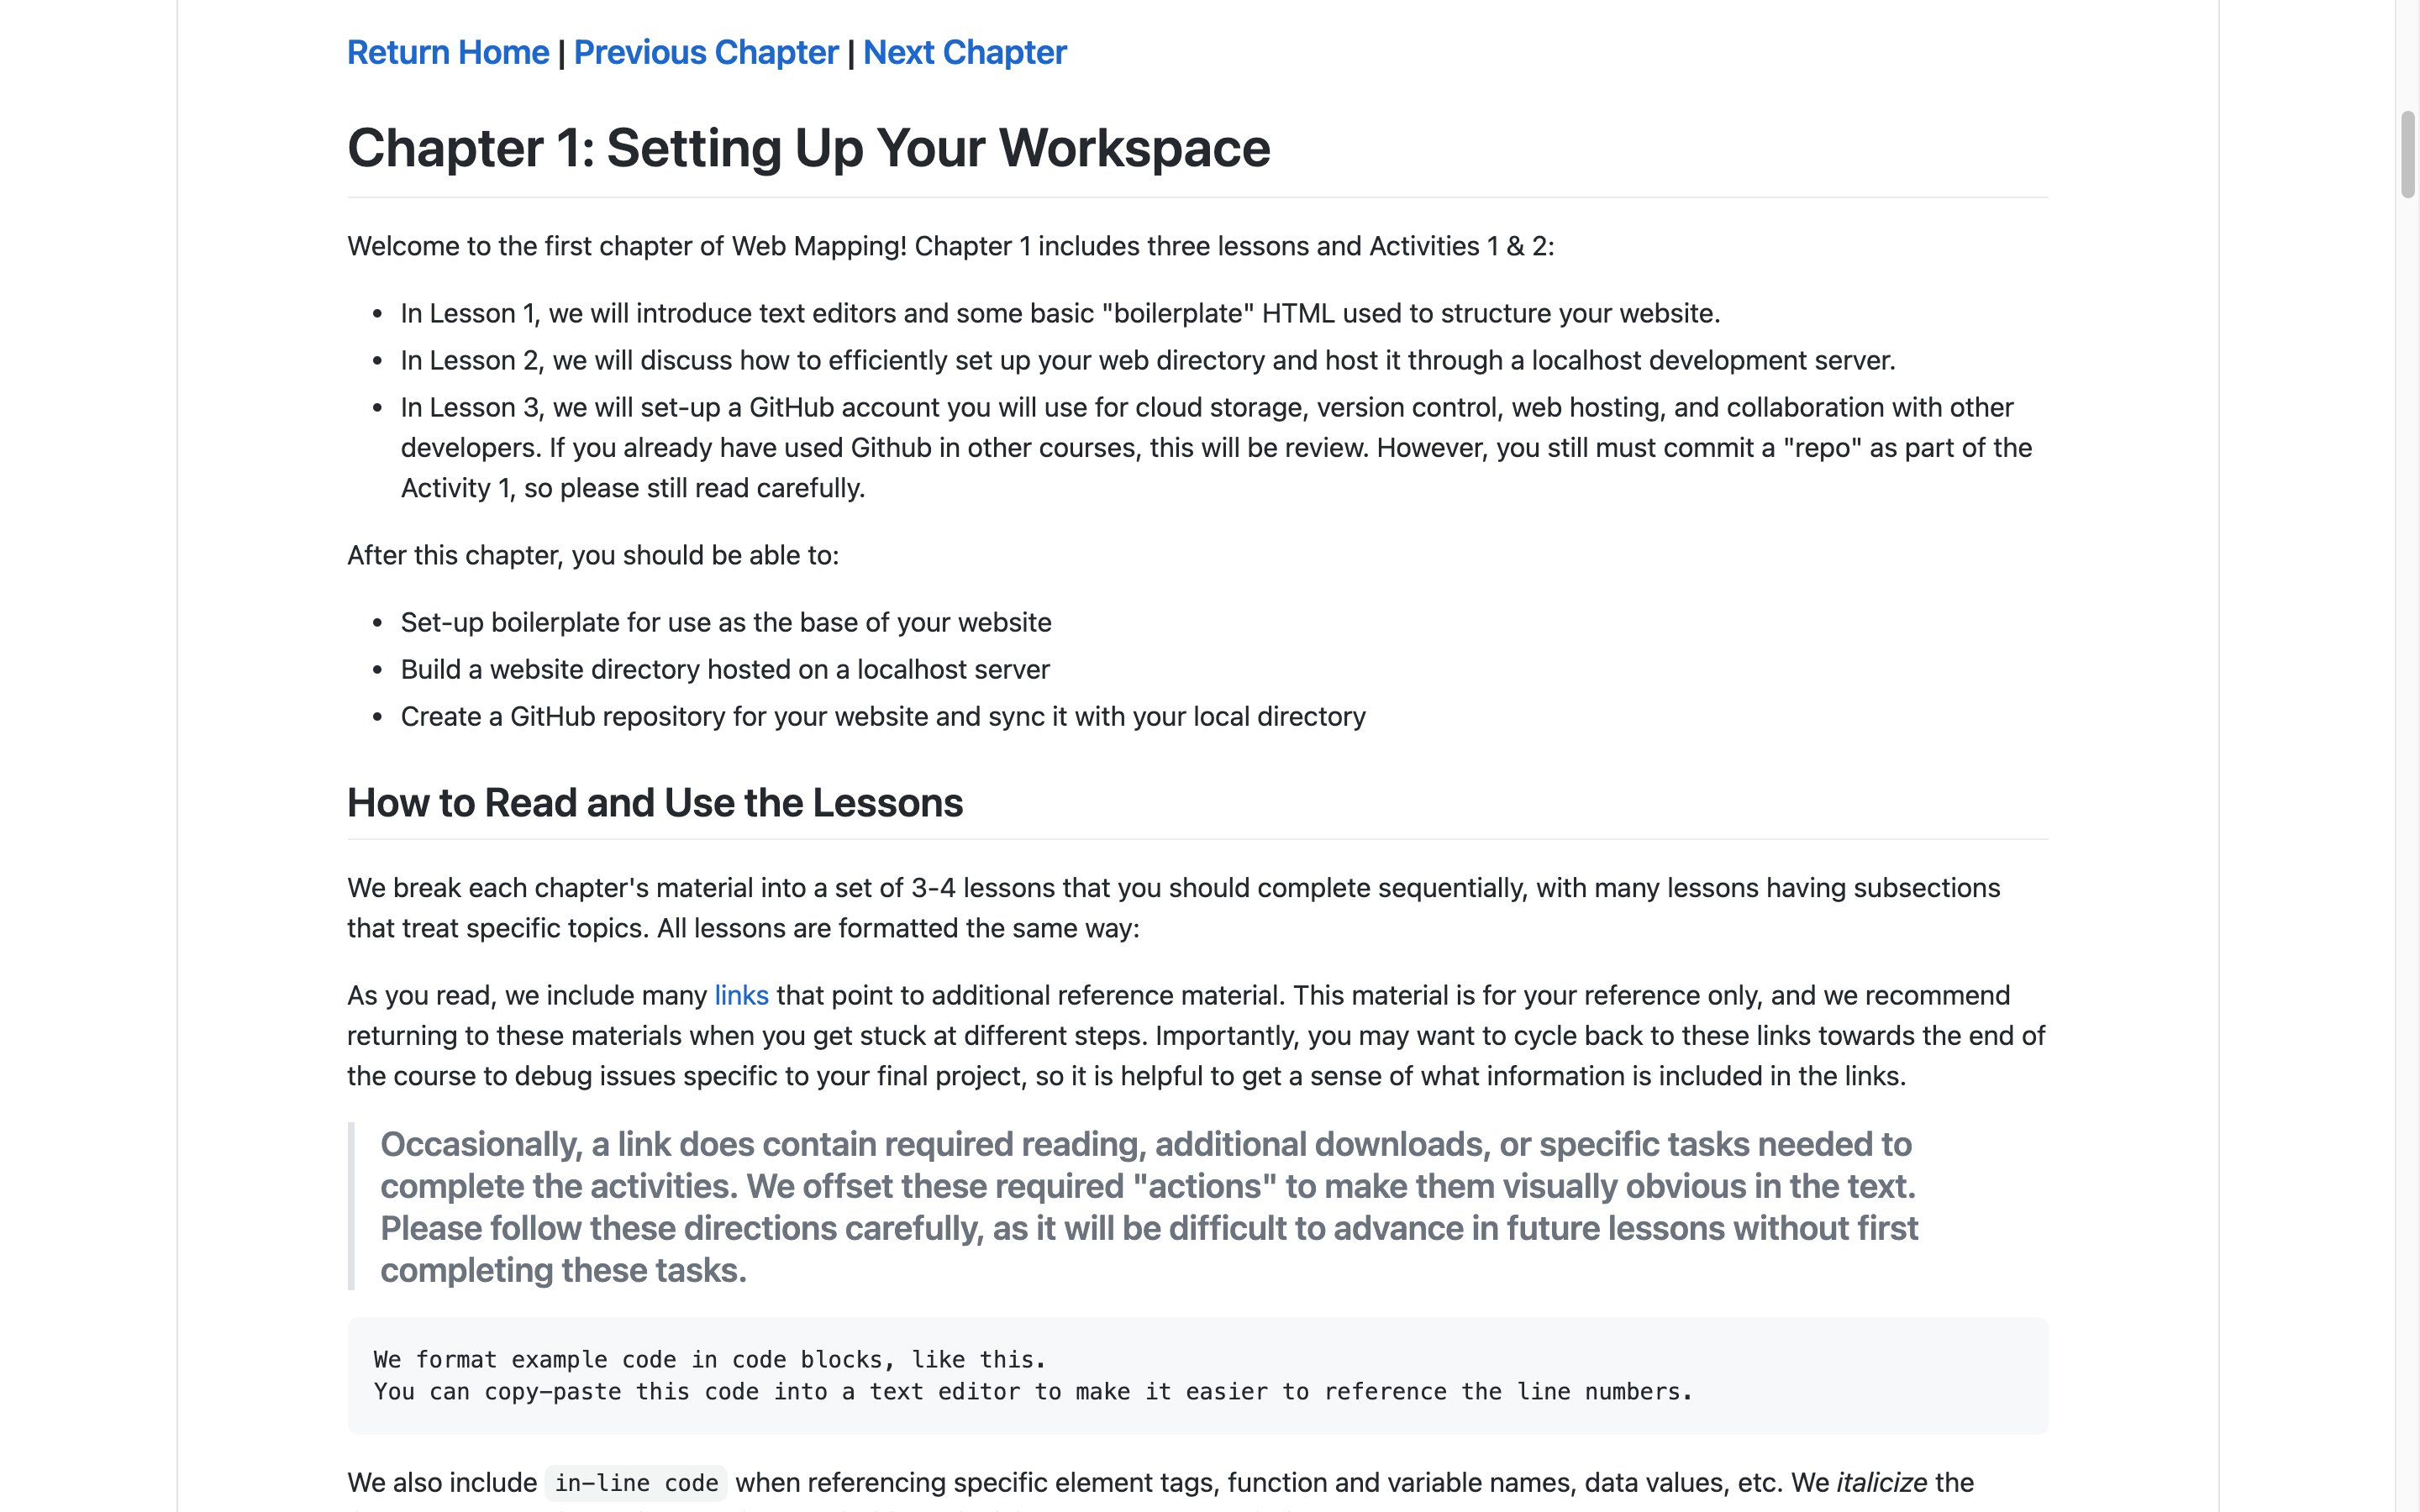 Return Home | Previous Chapter | Next Chapter
Chapter 1: Setting Up Your Workspace
Welcome to the first chapter of Web Mapping! Chapter 1 includes three lessons and Activities 1 & 2:
• In Lesson 1, we will introduce text editors and some basic "boilerplate" HTML used to structure your website.
• In Lesson 2, we will discuss how to efficiently set up your web directory and host it through a localhost development server.
• In Lesson 3, we will set-up a GitHub account you will use for cloud storage, version control, web hosting, and collaboration with other
developers. If you already have used Github in other courses, this will be review. However, you still must commit a "repo" as part of the
Activity 1, so please still read carefully.
After this chapter, you should be able to:
• Set-up boilerplate for use as the base of your website
• Build a website directory hosted on a localhost server
• Create a GitHub repository for your website and sync it with your local directory
How to Read and Use the Lessons
We break each chapter's material into a set of 3-4 lessons that you should complete sequentially, with many lessons having subsections
that treat specific topics. All lessons are formatted the same way:
As you read, we include many links that point to additional reference material. This material is for your reference only, and we recommend
returning to these materials when you get stuck at different steps. Importantly, you may want to cycle back to these links towards the end of
the course to debug issues specific to your final project, so it is helpful to get a sense of what information is included in the links.
Occasionally, a link does contain required reading, additional downloads, or specific tasks needed to
complete the activities. We offset these required "actions" to make them visually obvious in the text.
Please follow these directions carefully, as it will be difficult to advance in future lessons without first
completing these tasks.
We format example code in code blocks, like this.
You can copy-paste this code into a text editor to make it easier to reference the line numbers.
We also include in-line code when referencing specific element tags, function and variable names, data values, etc. We italicize the